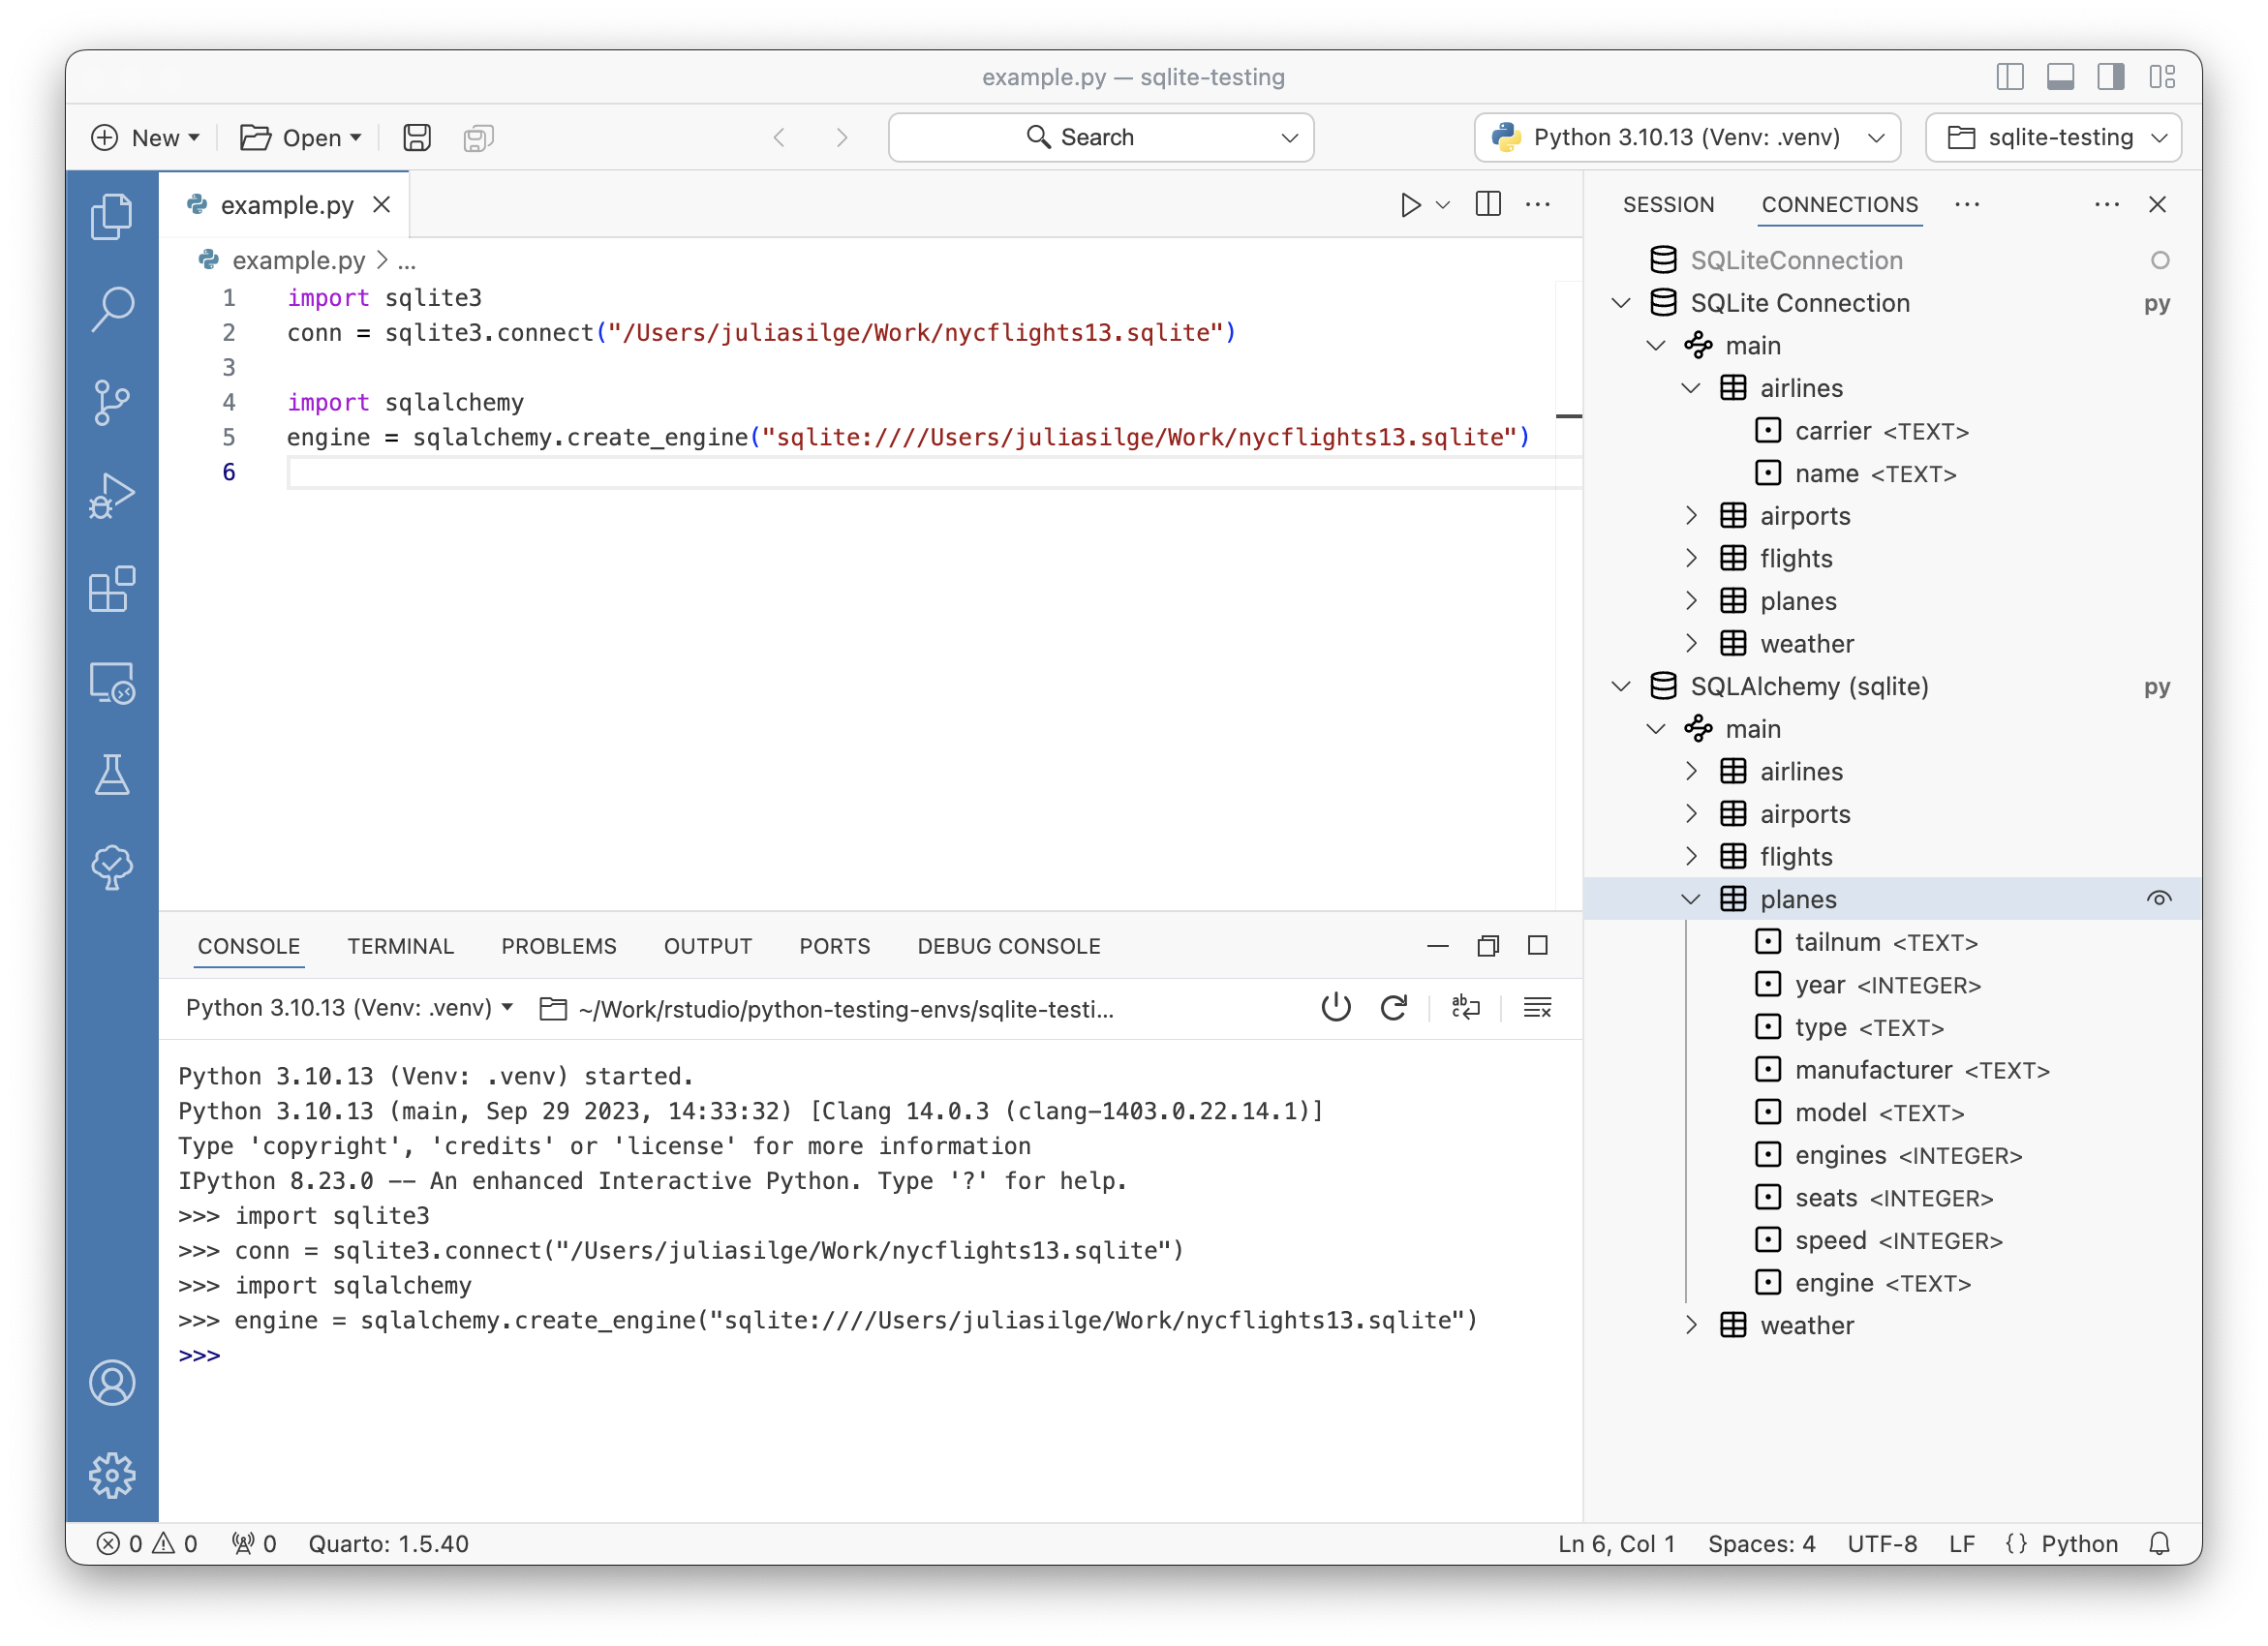 example.py — sqlite-testing
New
Open
Search
Python 3.10.13 (Venv: .venv)
sqlite-testing
example.py
example.py > ...
1 import sqlite3
2 conn = sqlite3.connect("/Users/juliasilge/Work/nycflights13.sqlite")
3
4 import sqlalchemy
5 engine = sqlalchemy.create_engine("sqlite:////Users/juliasilge/Work/nycflights13.sqlite")
6
CONSOLE TERMINAL PROBLEMS OUTPUT PORTS DEBUG CONSOLE
Python 3.10.13 (Venv: .venv) ~/Work/rstudio/python-testing-envs/sqlite-testi...
Python 3.10.13 (Venv: .venv) started.
Python 3.10.13 (main, Sep 29 2023, 14:33:32) [Clang 14.0.3 (clang-1403.0.22.14.1)]
Type 'copyright', 'credits' or 'license' for more information
IPython 8.23.0 -- An enhanced Interactive Python. Type '?' for help.
>>> import sqlite3
>>> conn = sqlite3.connect("/Users/juliasilge/Work/nycflights13.sqlite")
>>> import sqlalchemy
>>> engine = sqlalchemy.create_engine("sqlite:////Users/juliasilge/Work/nycflights13.sqlite")
>>>
SESSION CONNECTIONS
SQLiteConnection
SQLite Connection py
main
airlines
carrier <TEXT>
name <TEXT>
airports
flights
planes
weather
SQLAlchemy (sqlite) py
main
airlines
airports
flights
planes
tailnum <TEXT>
year <INTEGER>
type <TEXT>
manufacturer <TEXT>
model <TEXT>
engines <INTEGER>
seats <INTEGER>
speed <INTEGER>
engine <TEXT>
weather
0 0 0 Quarto: 1.5.40
Ln 6, Col 1 Spaces: 4 UTF-8 LF {} Python